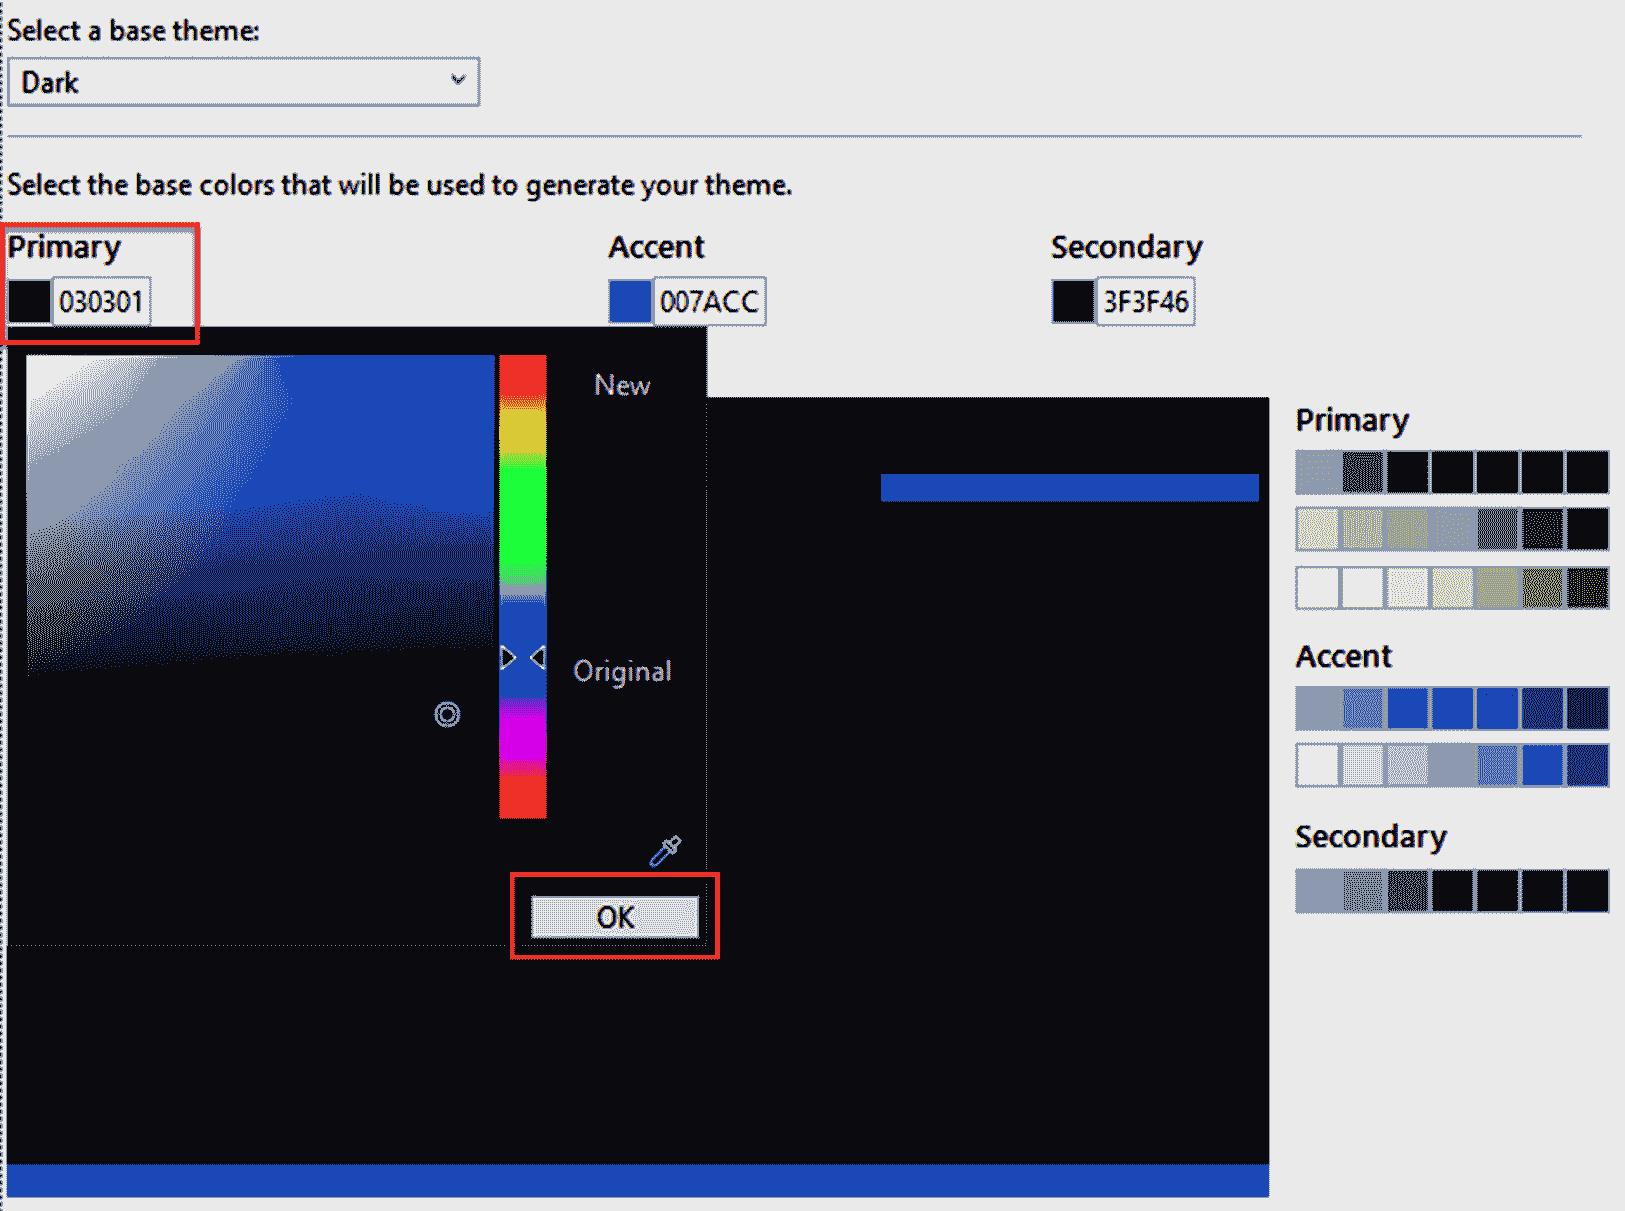 Select a base theme:
Dark
Select the base colors that will be used to generate your theme.
Primary
Accent
Secondary
030301
007ACC
3F3F46
New
Original
OK
Primary
Accent
Secondary